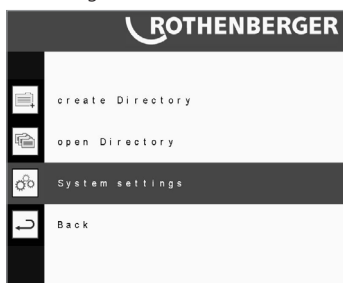 ROTHENBERGER
create Directory
open Directory
System settings
Back